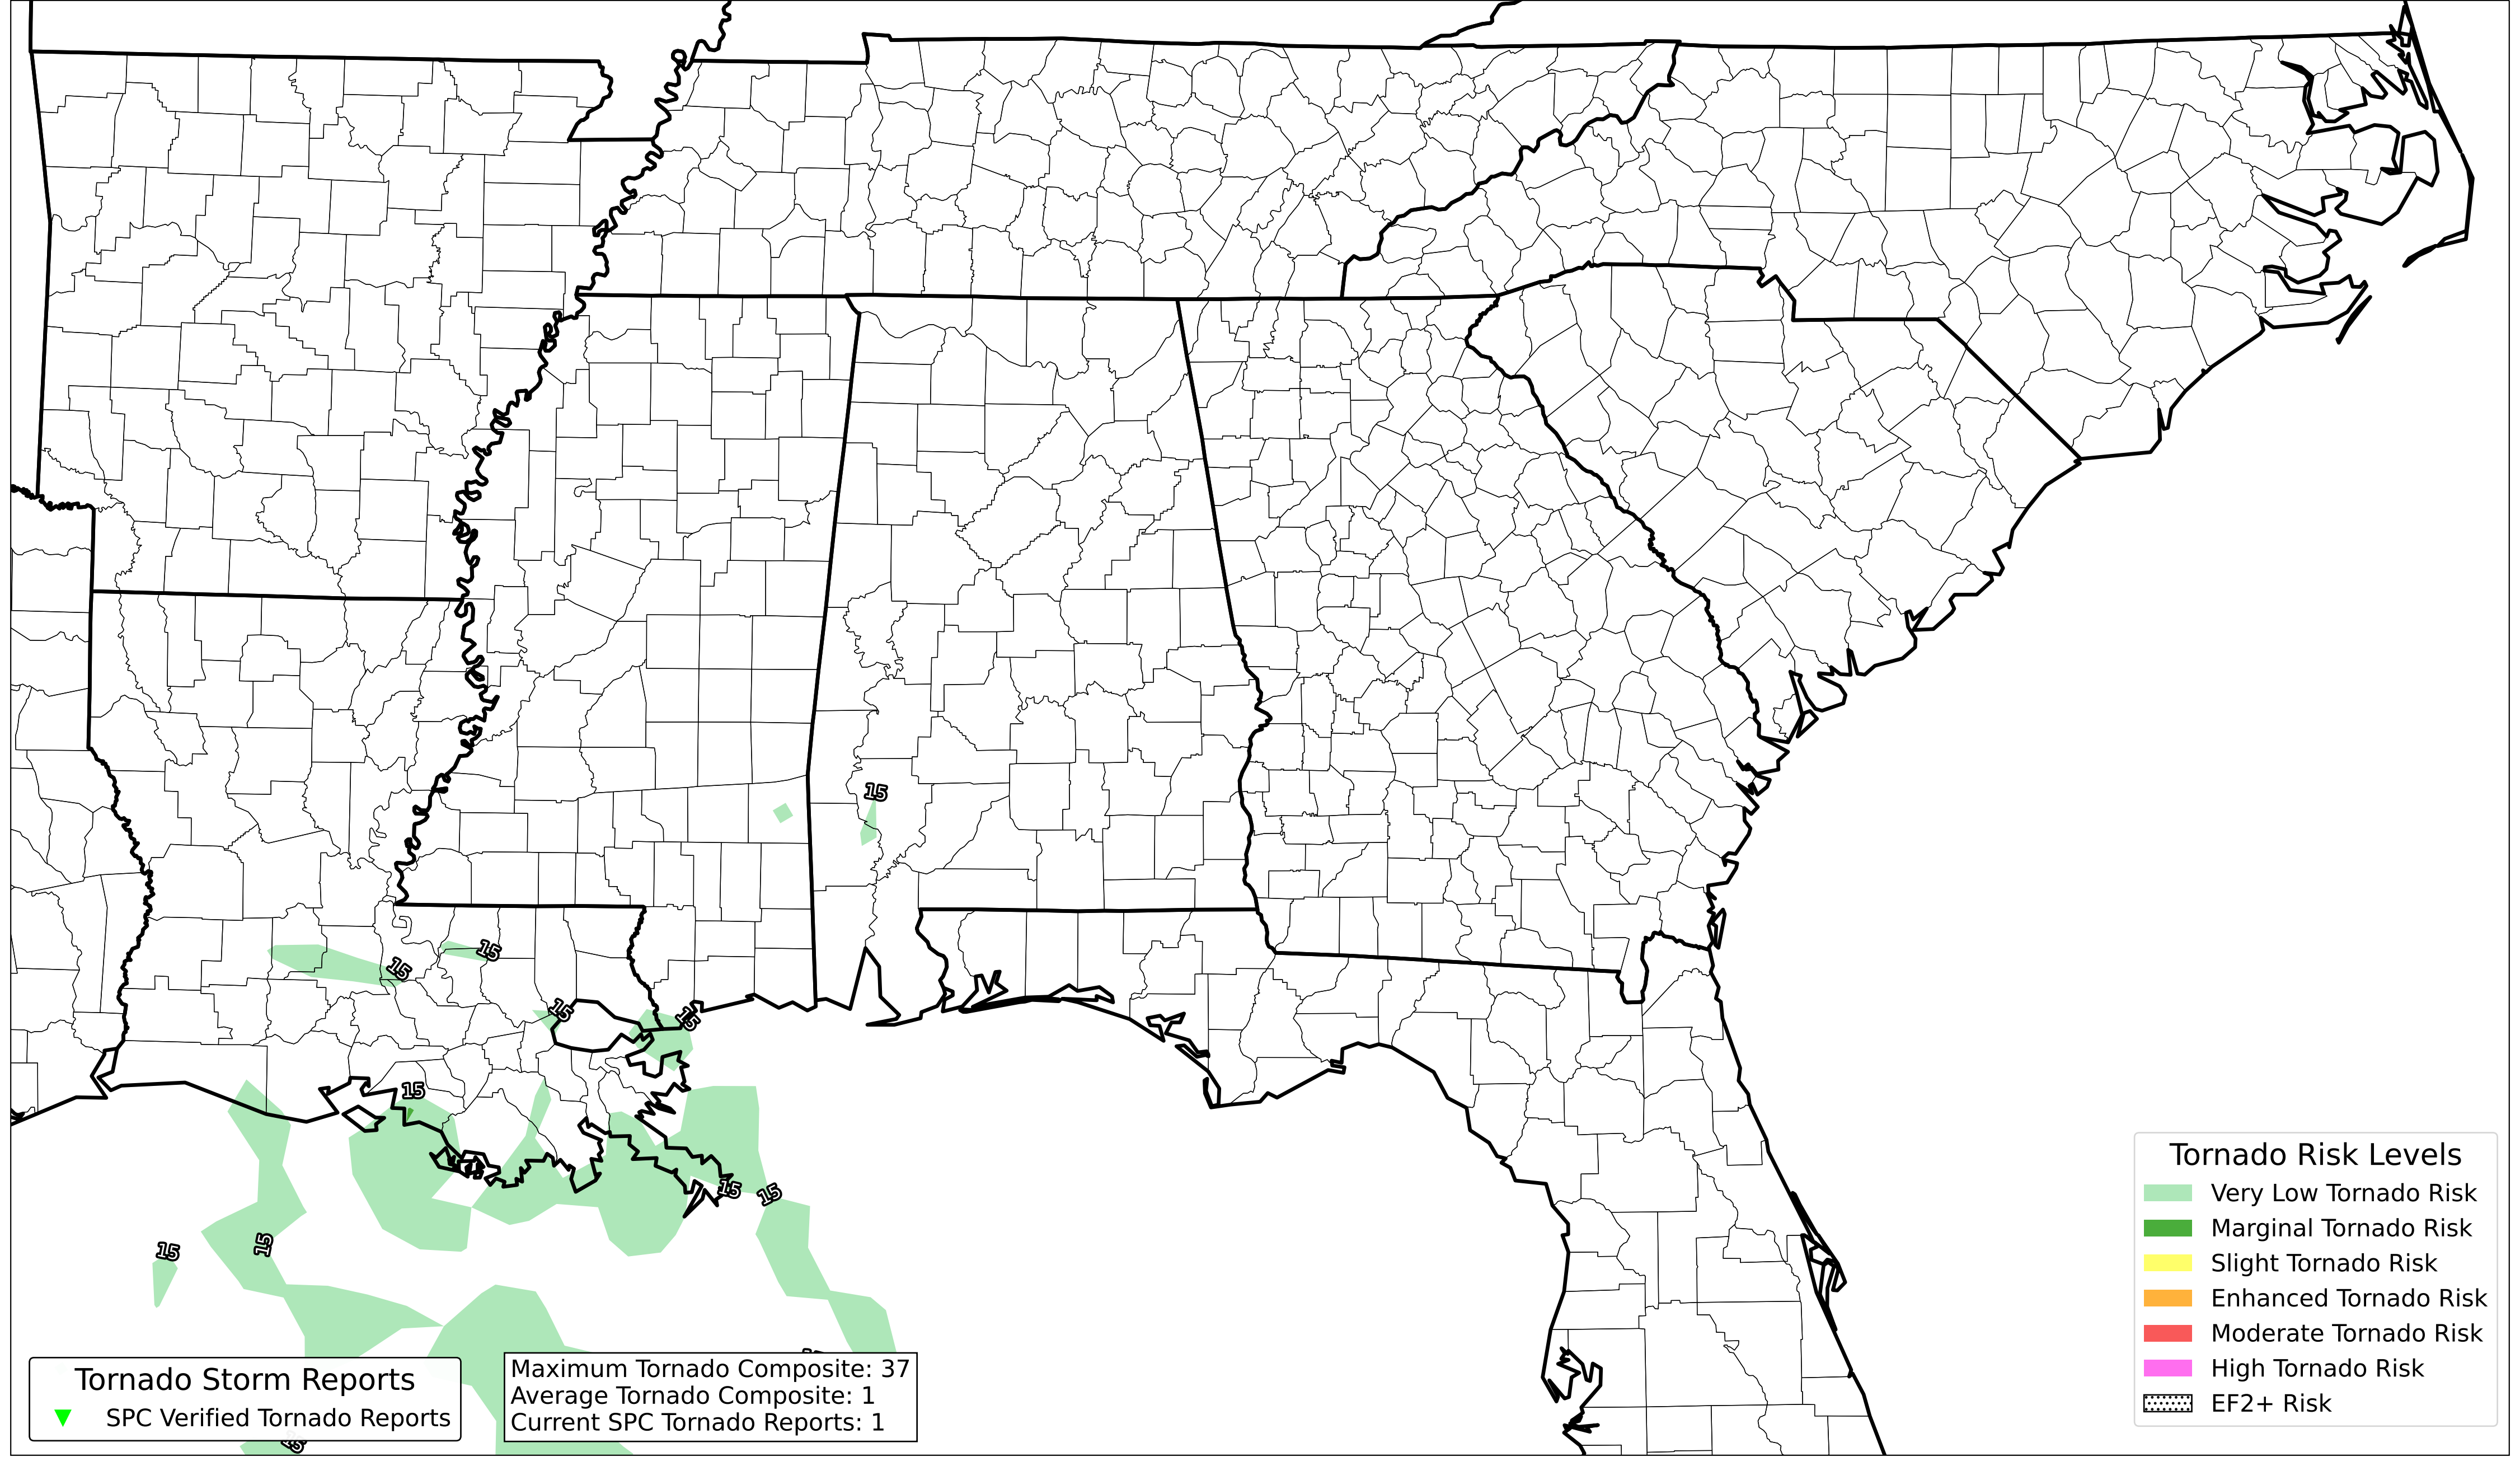 15
15
15
15
15
15
15
15
15
15
Tornado Storm Reports
SPC Verified Tornado Reports
Maximum Tornado Composite: 37
Average Tornado Composite: 1
Current SPC Tornado Reports: 1
Tornado Risk Levels
Very Low Tornado Risk
Marginal Tornado Risk
Slight Tornado Risk
Enhanced Tornado Risk
Moderate Tornado Risk
High Tornado Risk
EF2+ Risk